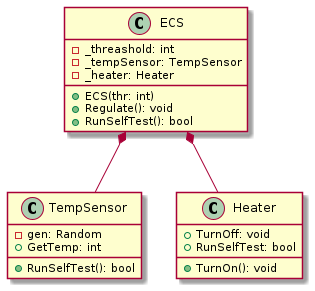 C ECS
_threashold: int
_tempSensor: TempSensor
_heater: Heater
ECS(thr: int)
Regulate(): void
RunSelfTest(): bool
C TempSensor
gen: Random
GetTemp: int
RunSelfTest(): bool
C Heater
TurnOff: void
RunSelfTest: bool
TurnOn(): void